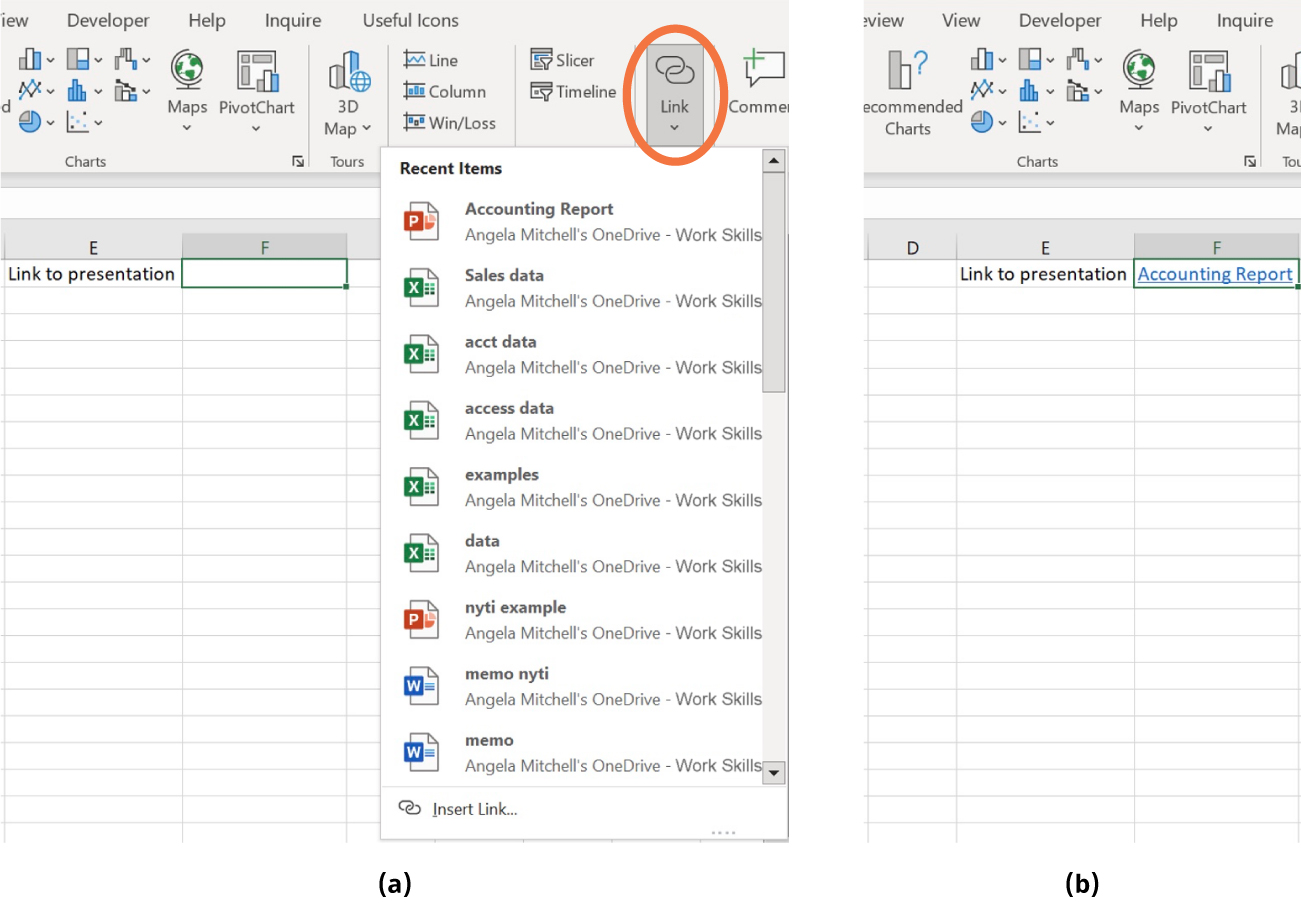 iew Developer Help Inquire Useful Icons
Maps
PivotChart
3D
Map
Line
Column
Win/Loss
Slicer
Timeline
Link
Commen
Charts
Tours
Recent Items
Accounting Report
Angela Mitchell's OneDrive - Work Skills
Sales data
Angela Mitchell's OneDrive - Work Skills
acct data
Angela Mitchell's OneDrive - Work Skills
access data
Angela Mitchell's OneDrive - Work Skills
examples
Angela Mitchell's OneDrive - Work Skills
data
Angela Mitchell's OneDrive - Work Skills
nyti example
Angela Mitchell's OneDrive - Work Skills
memo nyti
Angela Mitchell's OneDrive - Work Skills
memo
Angela Mitchell's OneDrive - Work Skills
Insert Link...
E F
Link to presentation
(a)
eview View Developer Help Inquire
ecommended
Charts
Maps
PivotChart
Charts
D E F
Link to presentation Accounting Report
(b)